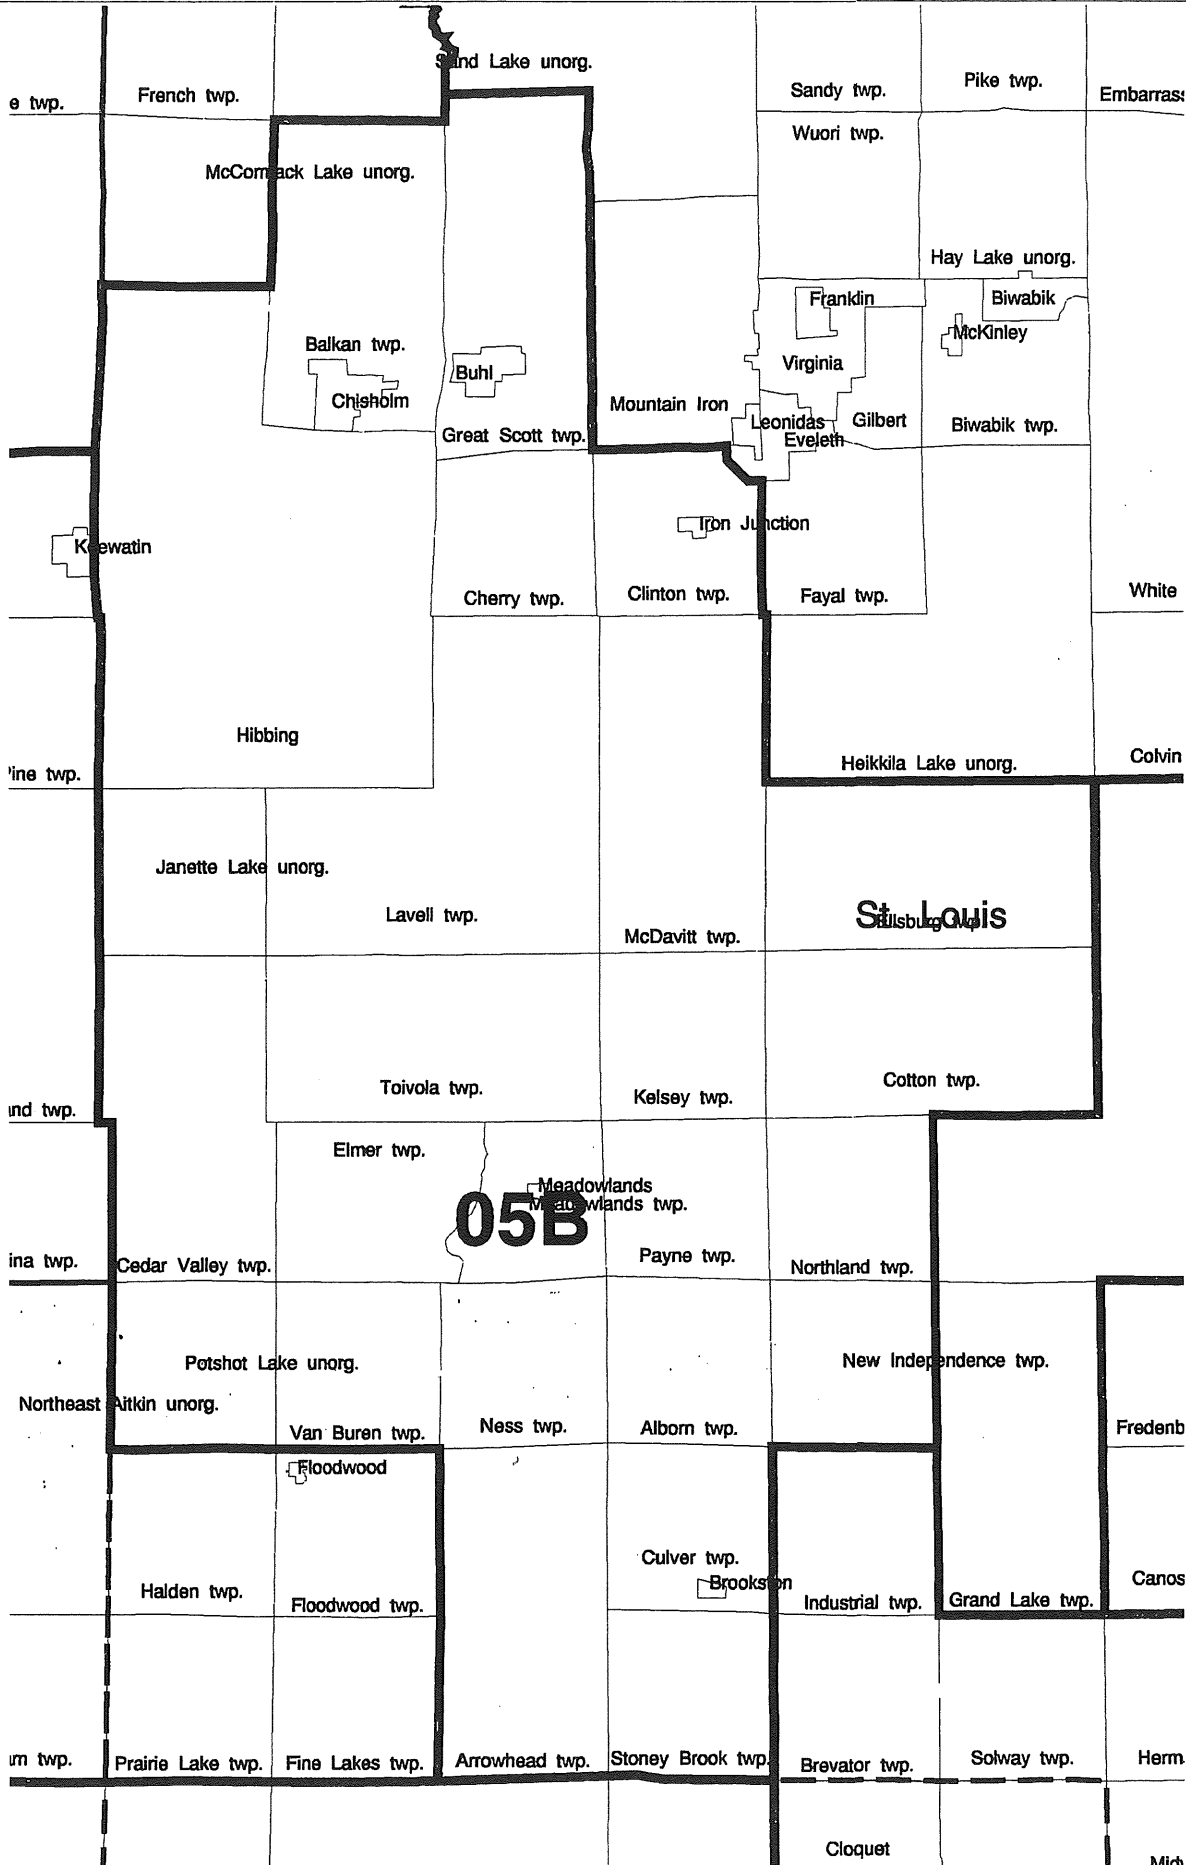 Sand Lake unorg.
e twp.
French twp.
Sandy twp.
Pike twp.
Embarrass
Wuori twp.
McCormack Lake unorg.
Hay Lake unorg.
Franklin
Biwabik
McKinley
Balkan twp.
Buhl
Virginia
Chisholm
Mountain Iron
Leonidas
Gilbert
Great Scott twp.
Eveleth
Biwabik twp.
Iron Junction
Keewatin
Cherry twp.
Clinton twp.
Fayal twp.
White
Hibbing
Pine twp.
Heikkila Lake unorg.
Colvin
Janette Lake unorg.
Lavell twp.
St. Louis
McDavitt twp.
Toivola twp.
Kelsey twp.
Cotton twp.
and twp.
Elmer twp.
Meadowlands
Meadowlands twp.
05B
ina twp.
Cedar Valley twp.
Payne twp.
Northland twp.
Potshot Lake unorg.
New Independence twp.
Northeast Aitkin unorg.
Van Buren twp.
Ness twp.
Alborn twp.
Fredenb
Floodwood
Culver twp.
Brookston
Canos
Halden twp.
Floodwood twp.
Industrial twp.
Grand Lake twp.
twp.
Prairie Lake twp.
Fine Lakes twp.
Arrowhead twp.
Stoney Brook twp.
Brevator twp.
Solway twp.
Herm
Cloquet
Midw